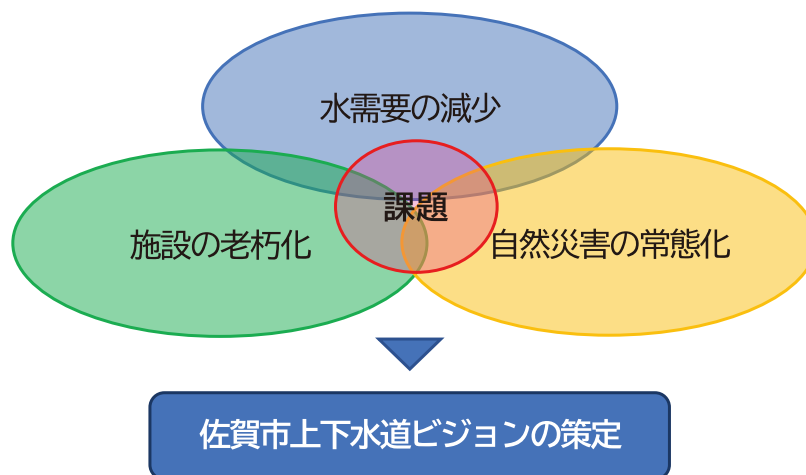 水需要の減少
課題
施設の老朽化
自然災害の常態化
佐賀市上下水道ビジョンの策定